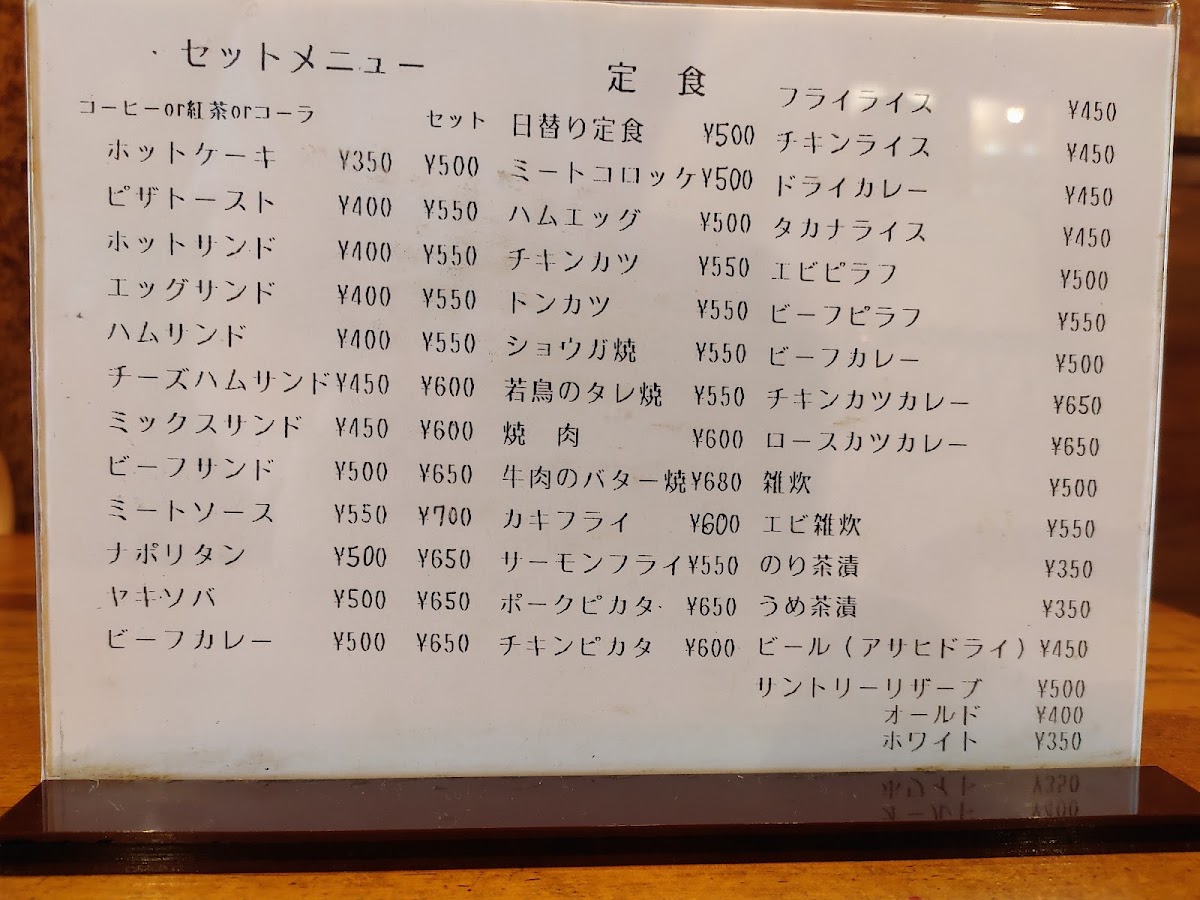 セットメニュー
コーヒーor紅茶orコーラ セット
ホットケーキ ¥350 ¥500
ピザトースト ¥400 ¥550
ホットサンド ¥400 ¥550
エッグサンド ¥400 ¥550
ハムサンド ¥400 ¥550
チーズハムサンド ¥450 ¥600
ミックスサンド ¥450 ¥600
ビーフサンド ¥500 ¥650
ミートソース ¥550 ¥700
ナポリタン ¥500 ¥650
ヤキソバ ¥500 ¥650
ビーフカレー ¥500 ¥650
定 食
日替り定食 ¥500
ミートコロッケ ¥500
ハムエッグ ¥500
チキンカツ ¥550
トンカツ ¥550
ショウガ焼 ¥550
若鳥のタレ焼 ¥550
焼 肉 ¥600
牛肉のバター焼 ¥680
カキフライ ¥600
サーモンフライ ¥550
ポークピカタ ¥650
チキンピカタ ¥600
フライライス ¥450
チキンライス ¥450
ドライカレー ¥450
タカナライス ¥450
エビピラフ ¥500
ビーフピラフ ¥550
ビーフカレー ¥500
チキンカツカレー ¥650
ロースカツカレー ¥650
雑炊 ¥500
エビ雑炊 ¥550
のり茶漬 ¥350
うめ茶漬 ¥350
ビール(アサヒドライ) ¥450
サントリーリザーブ ¥500
オールド ¥400
ホワイト ¥350